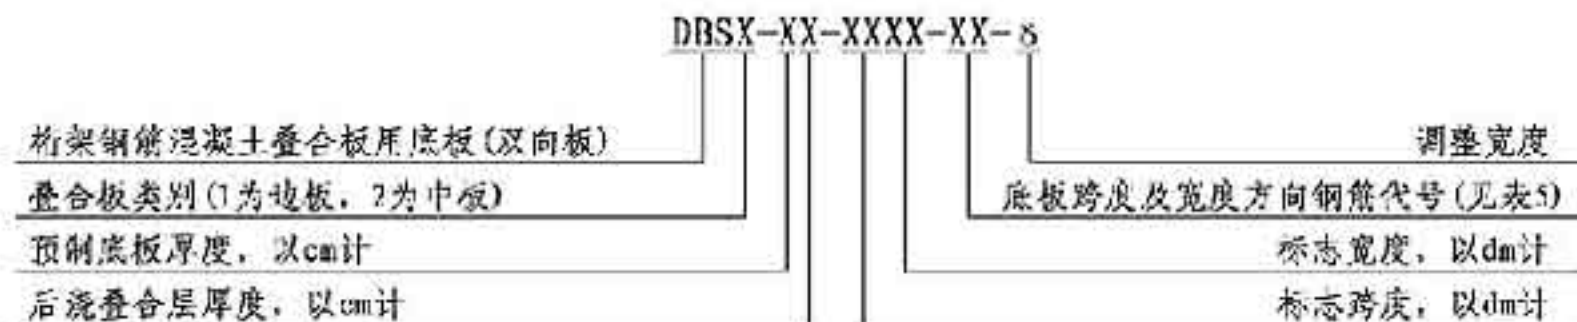 DBSX-XX-XXXX-XX-δ
桁架钢筋混凝土叠合板用底板(双向板)
调整宽度
叠合板类别(1为边板，2为中板)
底板跨度及宽度方向钢筋代号(见表5)
预制底板厚度，以cm计
标志宽度，以dm计
后浇叠合层厚度，以cm计
标志跨度，以dm计